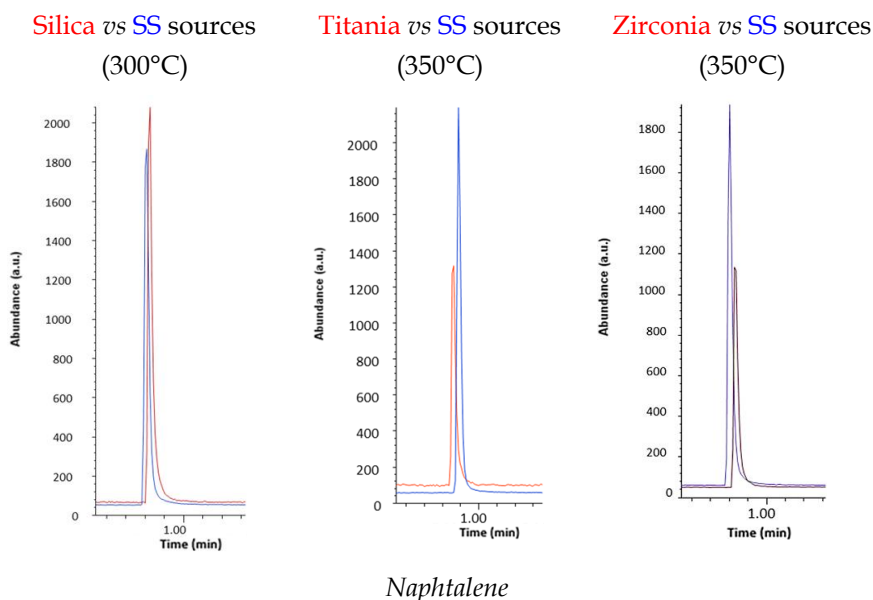 Silica vs SS sources
(300°C)
Titania vs SS sources
(350°C)
Zirconia vs SS sources
(350°C)
Abundance (a.u.)
2000
1800
1600
1400
1200
1000
800
600
400
200
0
1.00
Time (min)
Abundance (a.u.)
2000
1800
1600
1400
1200
1000
800
600
400
200
0
1.00
Time (min)
Abundance (a.u.)
1800
1600
1400
1200
1000
800
600
400
200
0
1.00
Time (min)
Naphtalene